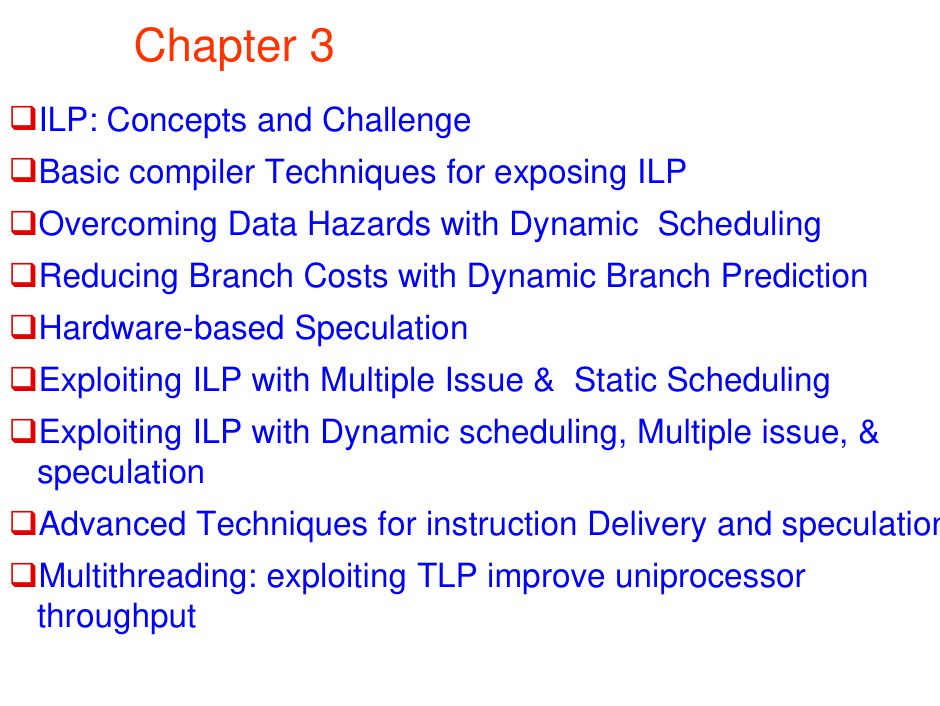 Chapter 3
ILP: Concepts and Challenge
Basic compiler Techniques for exposing ILP
Overcoming Data Hazards with Dynamic  Scheduling
Reducing Branch Costs with Dynamic Branch Prediction
Hardware-based Speculation
Exploiting ILP with Multiple Issue &  Static Scheduling
Exploiting ILP with Dynamic scheduling, Multiple issue, &
speculation
Advanced Techniques for instruction Delivery and speculation
Multithreading: exploiting TLP improve uniprocessor
throughput